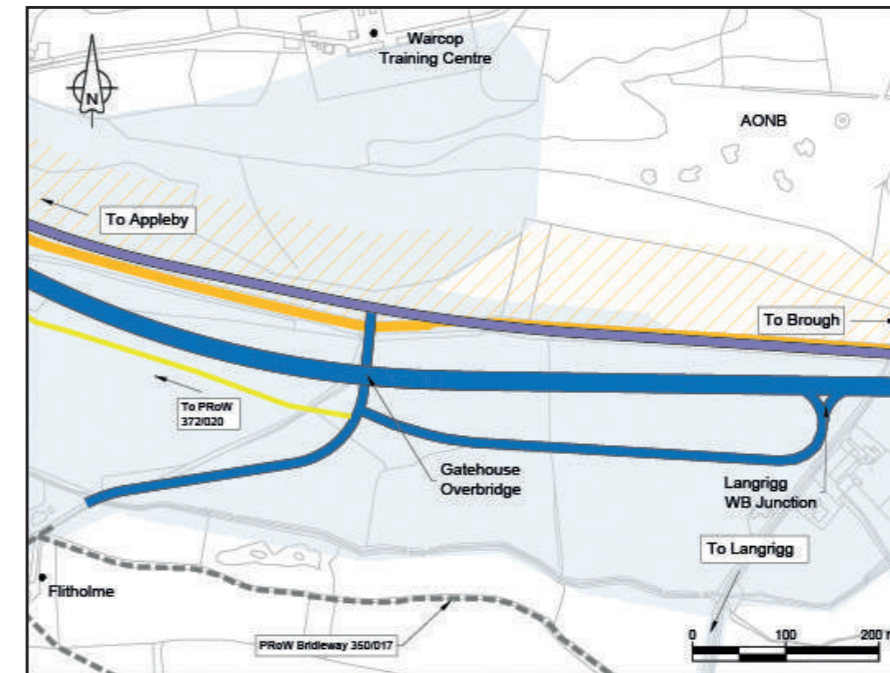 Warcop
Training Centre
N
AONB
To Appleby
To Brough
To PRoW
372/020
Gatehouse
Overbridge
Langrigg
WB Junction
To Langrigg
Flitholme
PRoW Bridleway 350/017
0 100 200